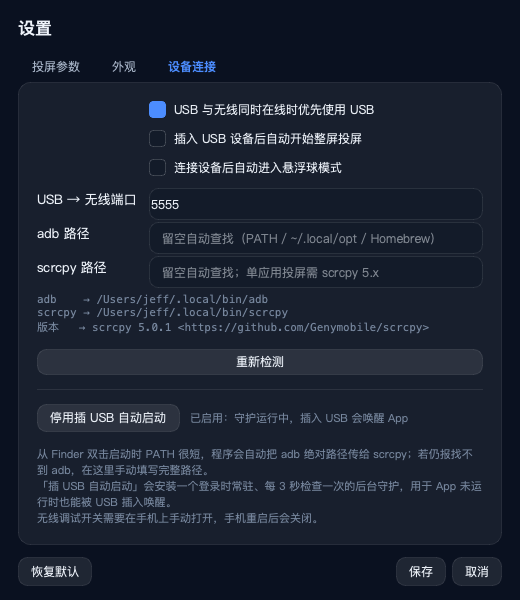 设置
投屏参数 外观 设备连接
USB 与无线同时在线时优先使用 USB
插入 USB 设备后自动开始整屏投屏
连接设备后自动进入悬浮球模式
USB → 无线端口 5555
adb 路径 留空自动查找（PATH / ~/.local/opt / Homebrew）
scrcpy 路径 留空自动查找；单应用投屏需 scrcpy 5.x
adb → /Users/jeff/.local/bin/adb
scrcpy → /Users/jeff/.local/bin/scrcpy
版本 → scrcpy 5.0.1 <https://github.com/Genymobile/scrcpy>
重新检测
停用插 USB 自动启动 已启用：守护运行中，插入 USB 会唤醒 App
从 Finder 双击启动时 PATH 很短，程序会自动把 adb 绝对路径传给 scrcpy；若仍报找不
到 adb，在这里手动填写完整路径。
「插 USB 自动启动」会安装一个登录时常驻、每 3 秒检查一次的后台守护，用于 App 未运
行时也能被 USB 插入唤醒。
无线调试开关需要在手机上手动打开，手机重启后会关闭。
恢复默认 保存 取消